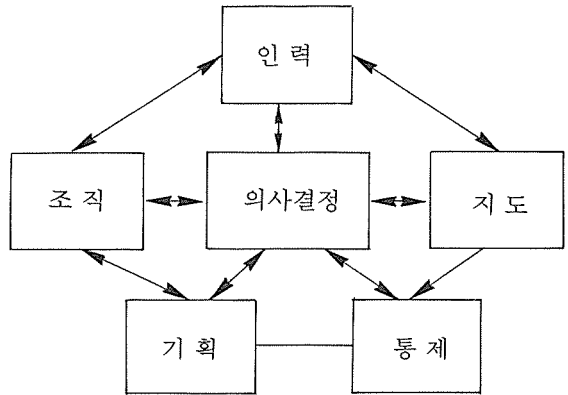 인 력
조 직
의사결정
지 도
기 획
통 제